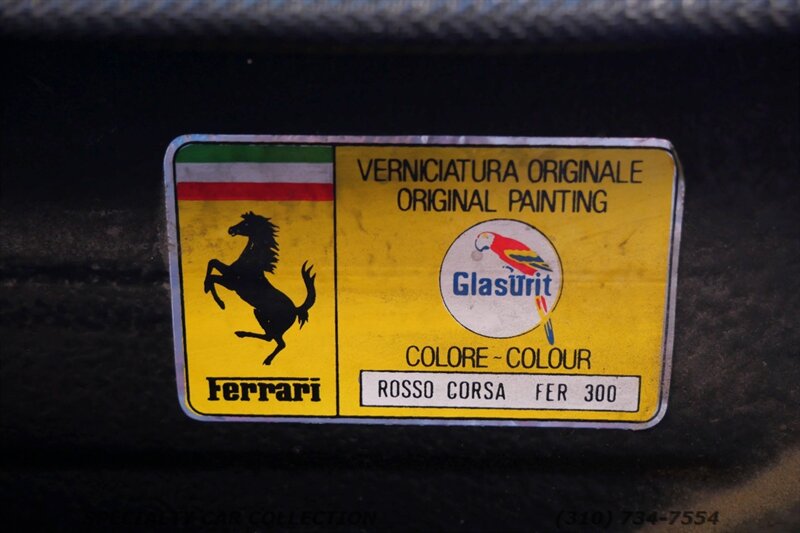 VERNICIATURA ORIGINALE
ORIGINAL PAINTING
Glasurit
COLORE ~ COLOUR
ROSSO CORSA FER 300
Ferrari
SPECIALTY CAR COLLECTION
(310) 734-7554